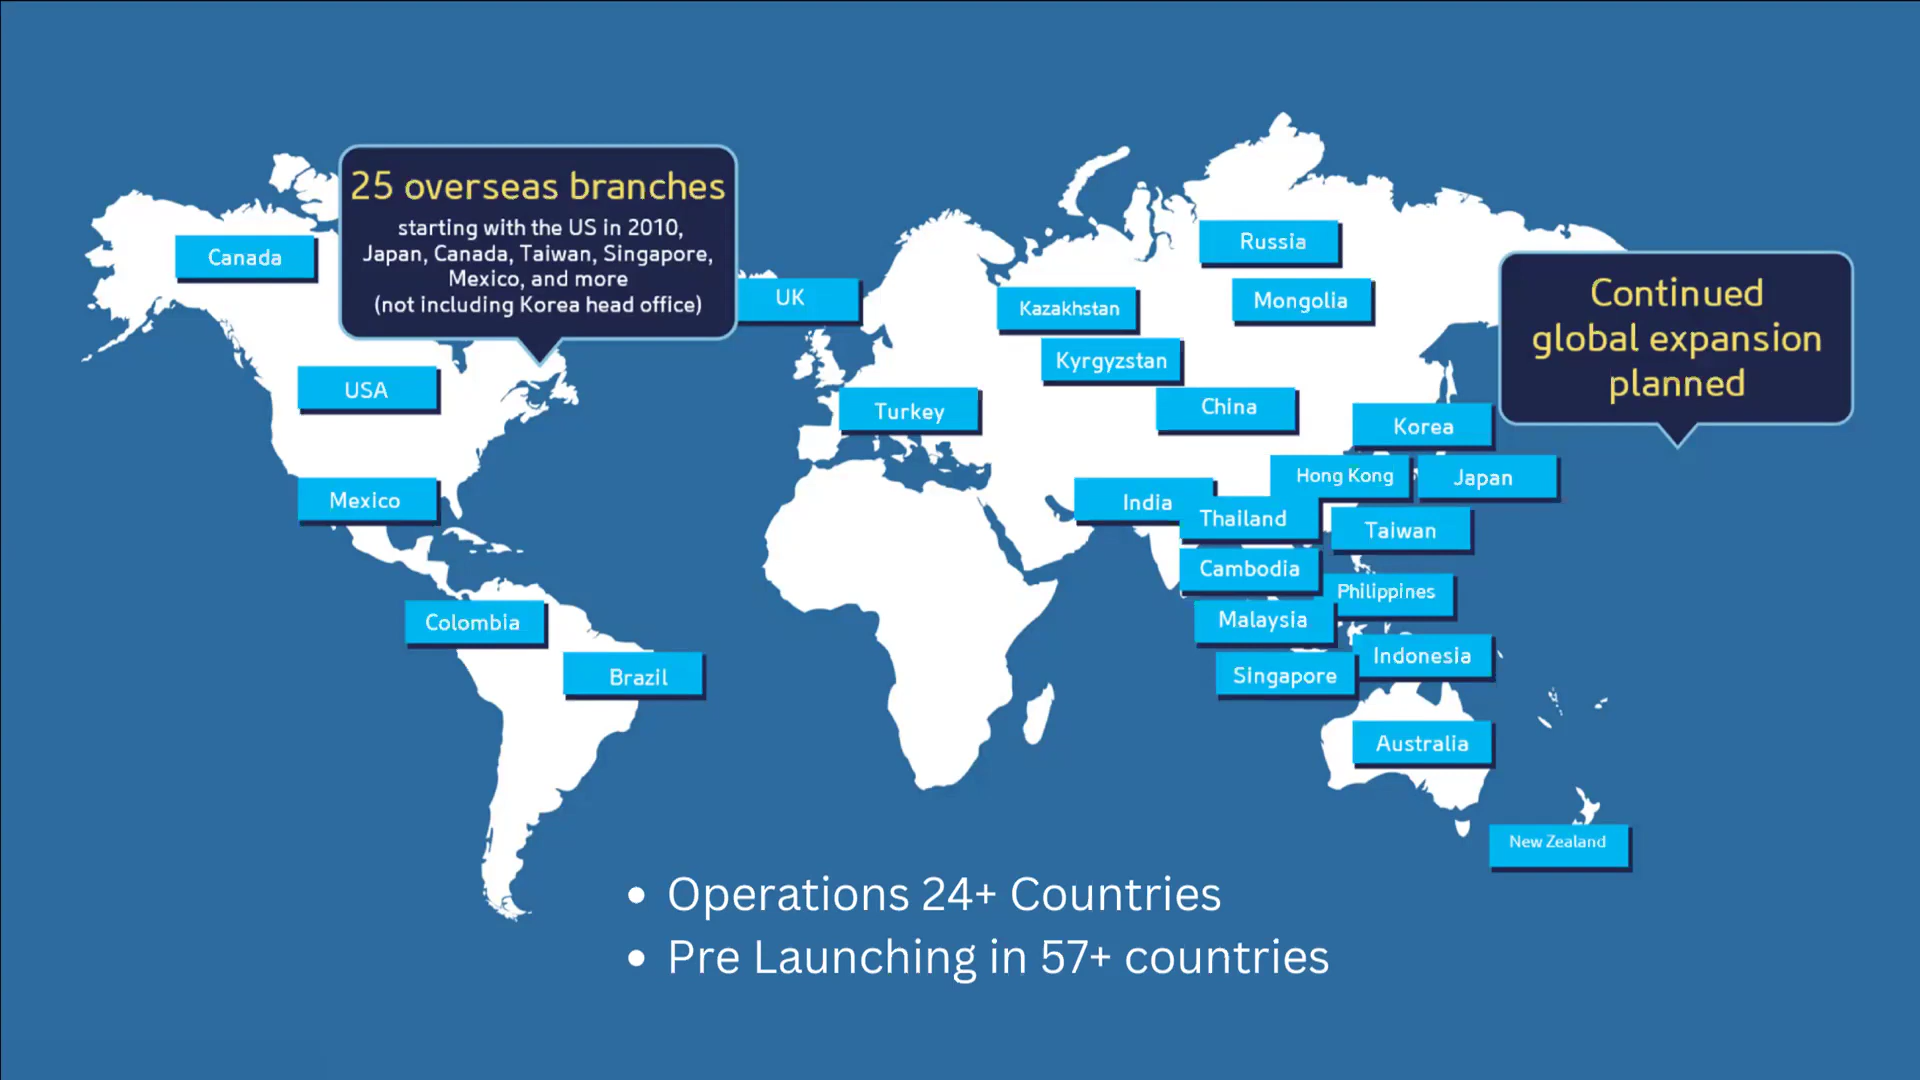 25 overseas branches
starting with the US in 2010,
Japan, Canada, Taiwan, Singapore,
Mexico, and more
(not including Korea head office)
Canada
UK
Russia
Kazakhstan
Mongolia
Continued
global expansion
planned
Kyrgyzstan
USA
Turkey
China
Korea
Mexico
India
Hong Kong
Japan
Thailand
Taiwan
Cambodia
Philippines
Colombia
Malaysia
Indonesia
Brazil
Singapore
Australia
New Zealand
• Operations 24+ Countries
• Pre Launching in 57+ countries